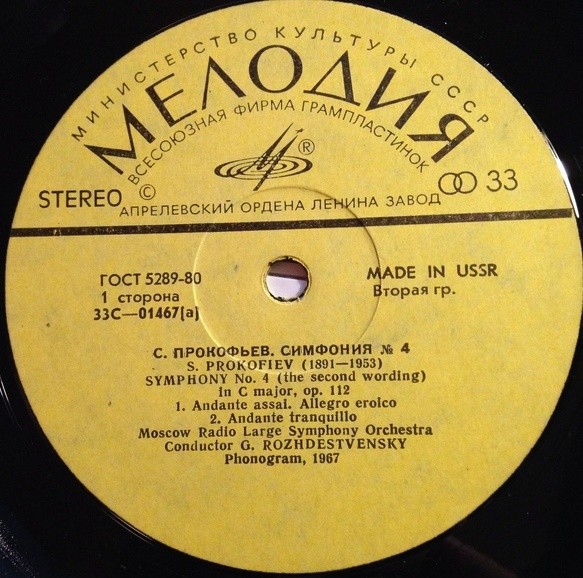 МИНИСТЕРСТВО КУЛЬТУРЫ СССР
МЕЛОДИЯ
ВСЕСОЮЗНАЯ ФИРМА ГРАМПЛАСТИНОК
®
STEREO © 33
АПРЕЛЕВСКИЙ ОРДЕНА ЛЕНИНА ЗАВОД
ГОСТ 5289-80
1 сторона
33С—01467(а)
MADE IN USSR
Вторая гр.
С. ПРОКОФЬЕВ. СИМФОНИЯ № 4
S. PROKOFIEV (1891—1953)
SYMPHONY No. 4 (the second wording)
in C major, op. 112
1. Andante assai. Allegro eroico
2. Andante tranquillo
Moscow Radio Large Symphony Orchestra
Conductor G. ROZHDESTVENSKY
Phonogram, 1967